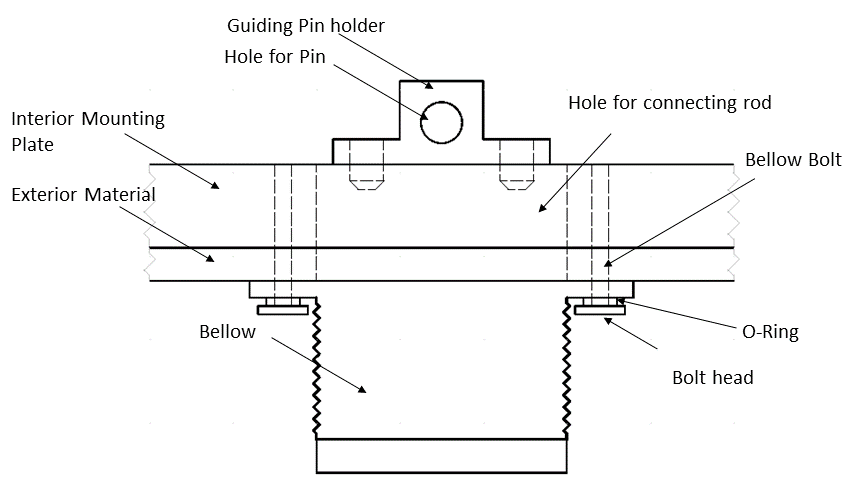 Guiding Pin holder
Hole for Pin
Hole for connecting rod
Interior Mounting
Plate
Bellow Bolt
Exterior Material
Bellow
O-Ring
Bolt head